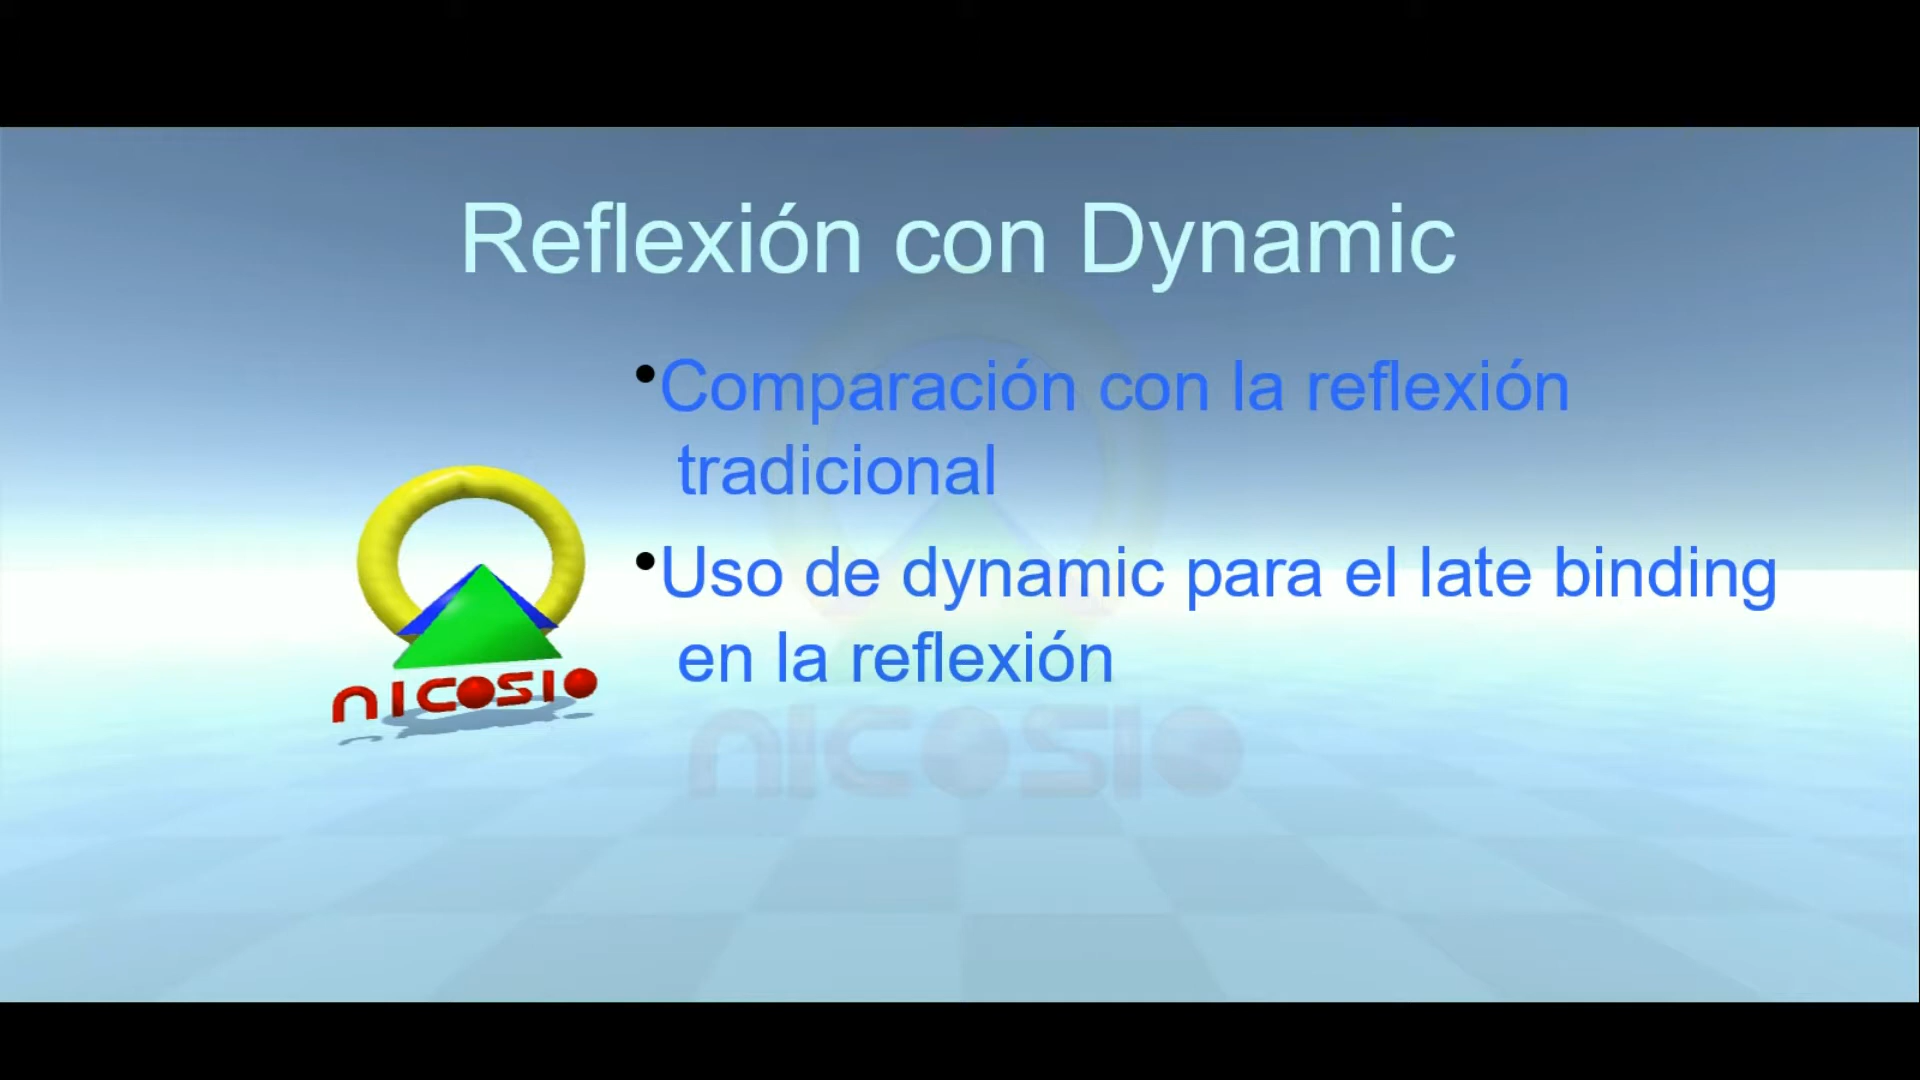 Reflexión con Dynamic
•Comparación con la reflexión
tradicional
•Uso de dynamic para el late binding
en la reflexión
nicosio
nicosio